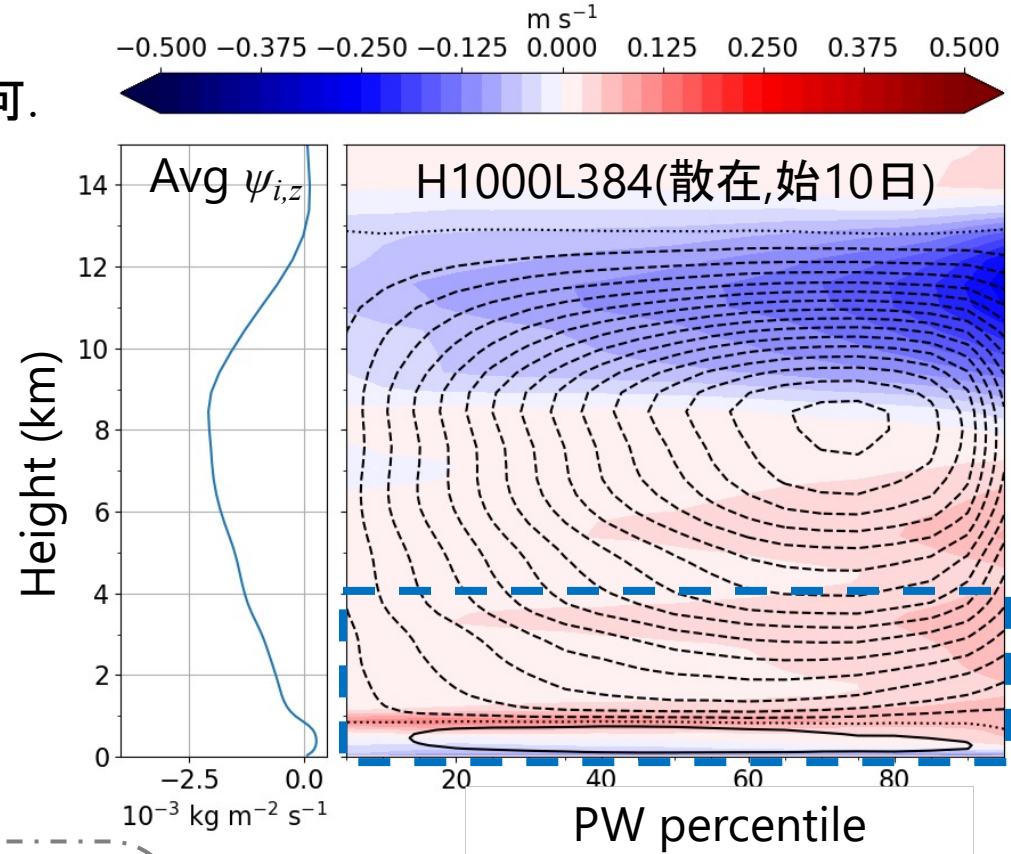 m s⁻¹
−0.500 −0.375 −0.250 −0.125 0.000 0.125 0.250 0.375 0.500
可.
Avg ψi,z
H1000L384(散在,始10日)
Height (km)
14
12
10
8
6
4
2
0
−2.5 0.0
10⁻³ kg m⁻² s⁻¹
20 40 60 80
PW percentile